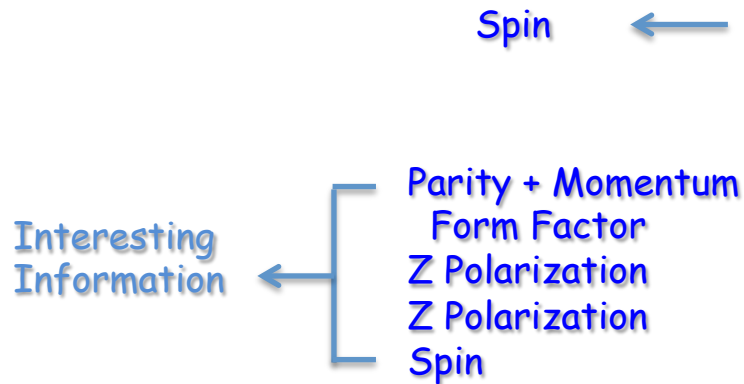 Spin
Parity + Momentum
Form Factor
Interesting
Information
Z Polarization
Z Polarization
Spin